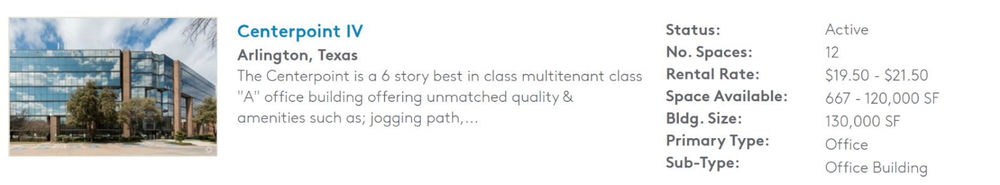 Centerpoint IV
Arlington, Texas
The Centerpoint is a 6 story best in class multitenant class
"A" office building offering unmatched quality &
amenities such as; jogging path,...
Status: Active
No. Spaces: 12
Rental Rate: $19.50 - $21.50
Space Available: 667 - 120,000 SF
Bldg. Size: 130,000 SF
Primary Type: Office
Sub-Type: Office Building